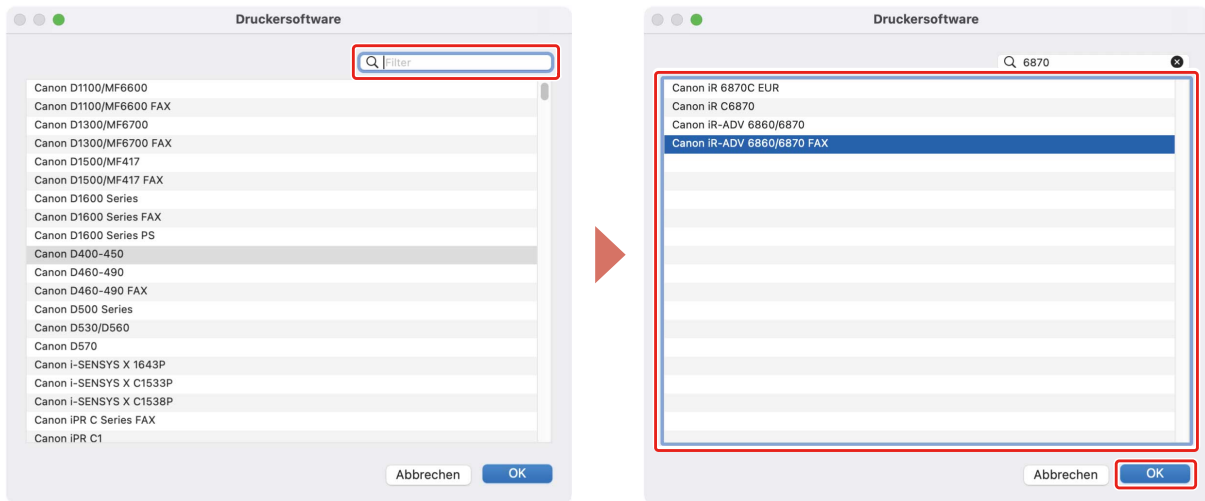 Druckersoftware
Filter
Canon D1100/MF6600
Canon D1100/MF6600 FAX
Canon D1300/MF6700
Canon D1300/MF6700 FAX
Canon D1500/MF417
Canon D1500/MF417 FAX
Canon D1600 Series
Canon D1600 Series FAX
Canon D1600 Series PS
Canon D400-450
Canon D460-490
Canon D460-490 FAX
Canon D500 Series
Canon D530/D560
Canon D570
Canon i-SENSYS X 1643P
Canon i-SENSYS X C1533P
Canon i-SENSYS X C1538P
Canon iPR C Series FAX
Canon iPR C1
Abbrechen
OK
Druckersoftware
6870
Canon iR 6870C EUR
Canon iR C6870
Canon iR-ADV 6860/6870
Canon iR-ADV 6860/6870 FAX
Abbrechen
OK